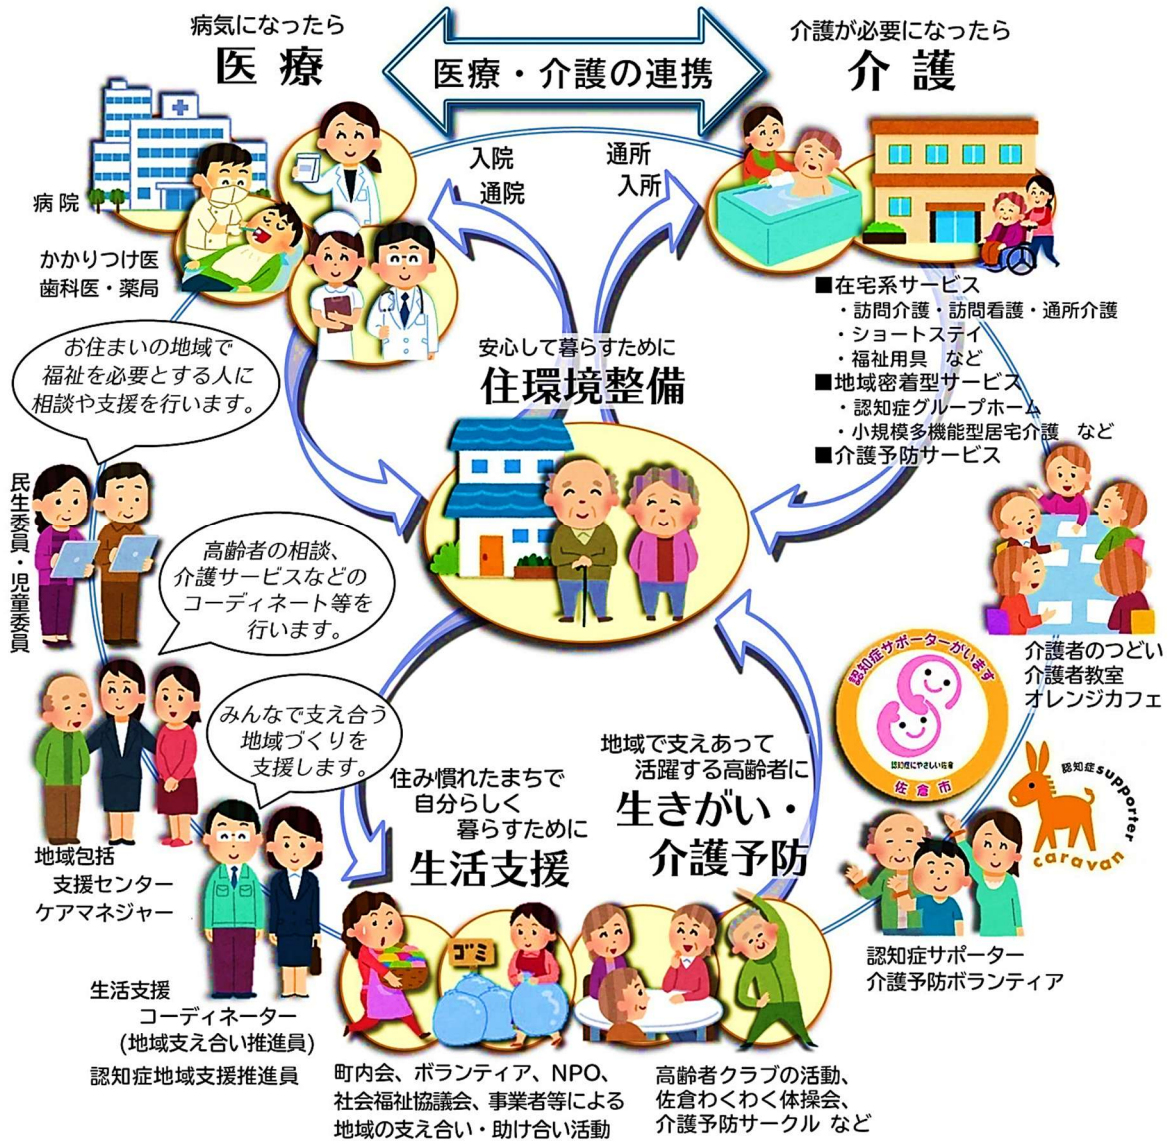 病気になったら
医療
医療・介護の連携
介護が必要になったら
介護
入院
通院
通所
入所
病院
かかりつけ医
歯科医・薬局
■在宅系サービス
・訪問介護・訪問看護・通所介護
・ショートステイ
・福祉用具 など
■地域密着型サービス
・認知症グループホーム
・小規模多機能型居宅介護 など
■介護予防サービス
安心して暮らすために
住環境整備
お住まいの地域で
福祉を必要とする人に
相談や支援を行います。
民生委員・児童委員
高齢者の相談、
介護サービスなどの
コーディネート等を
行います。
みんなで支え合う
地域づくりを
支援します。
地域包括
支援センター
ケアマネジャー
生活支援
コーディネーター
(地域支え合い推進員)
認知症地域支援推進員
住み慣れたまちで
自分らしく
暮らすために
生活支援
ゴミ
町内会、ボランティア、NPO、
社会福祉協議会、事業者等による
地域の支え合い・助け合い活動
地域で支えあって
活躍する高齢者に
生きがい・
介護予防
高齢者クラブの活動、
佐倉わくわく体操会、
介護予防サークル など
介護者のつどい
介護者教室
オレンジカフェ
認知症サポーターがいます
認知症にやさしい佐倉
佐倉市
認知症supporter
caravan
認知症サポーター
介護予防ボランティア